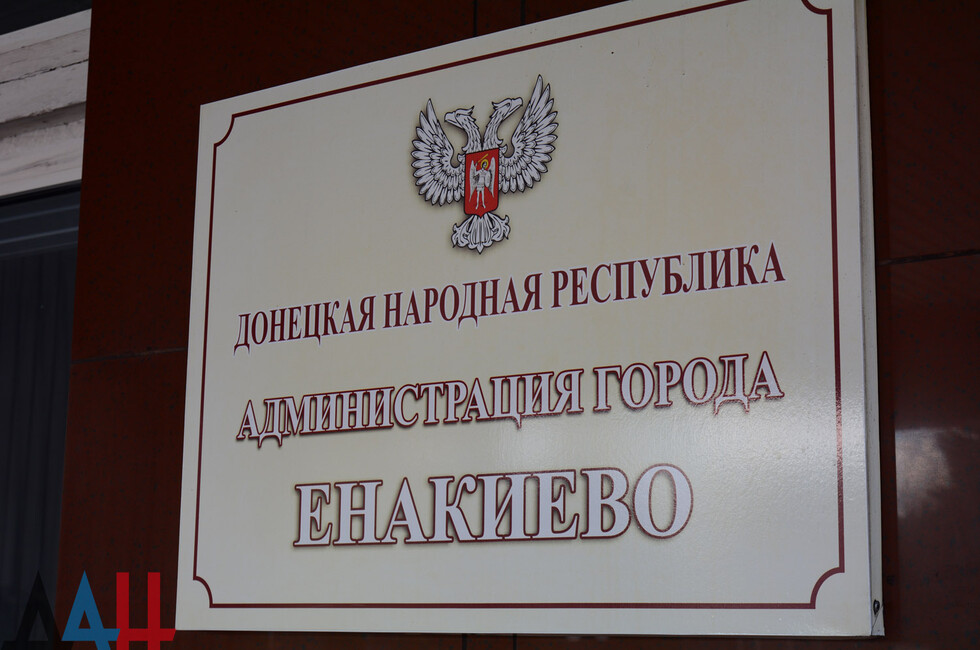 ДОНЕЦКАЯ НАРОДНАЯ РЕСПУБЛИКА
АДМИНИСТРАЦИЯ ГОРОДА
ЕНАКИЕВО
ДАН